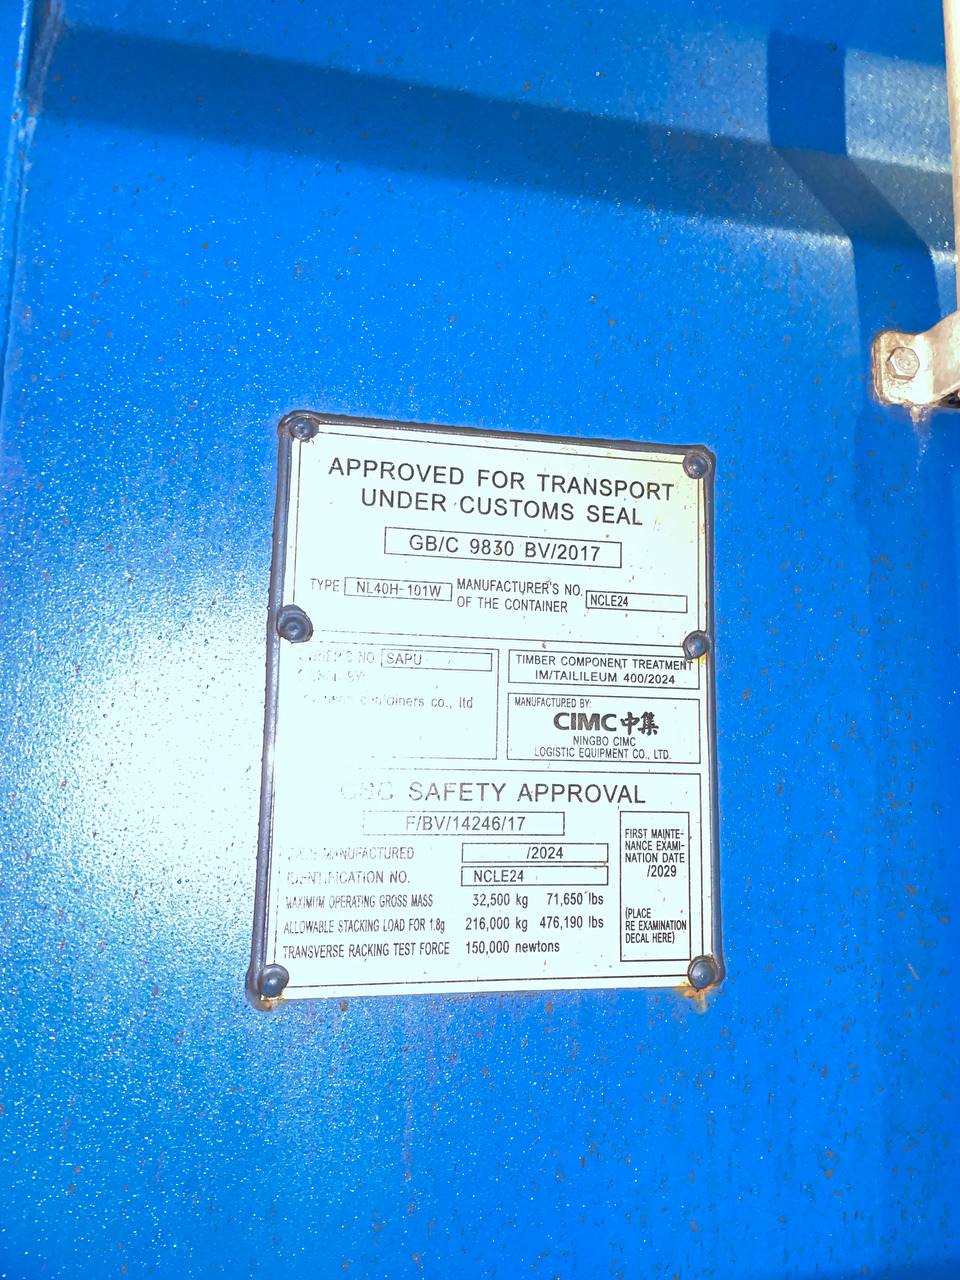 APPROVED FOR TRANSPORT
UNDER CUSTOMS SEAL
GB/C 9830 BV/2017
TYPE NL40H-101W MANUFACTURER'S NO. OF THE CONTAINER NCLE24
NO SAPU
containers co., ltd
TIMBER COMPONENT TREATMENT
IM/TAILILEUM 400/2024
MANUFACTURED BY:
CIMC中集
NINGBO CIMC
LOGISTIC EQUIPMENT CO., LTD.
SAFETY APPROVAL
F/BV/14246/17
MANUFACTURED /2024
IDENTIFICATION NO. NCLE24
MAXIMUM OPERATING GROSS MASS 32,500 kg 71,650 lbs
ALLOWABLE STACKING LOAD FOR 1.8g 216,000 kg 476,190 lbs
TRANSVERSE RACKING TEST FORCE 150,000 newtons
FIRST MAINTE-
NANCE EXAMI-
NATION DATE
/2029
(PLACE
RE EXAMINATION
DECAL HERE)